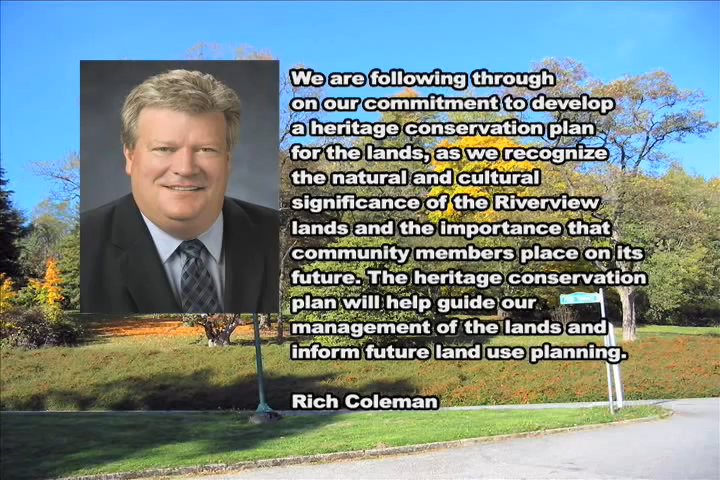 We are following through
on our commitment to develop
a heritage conservation plan
for the lands, as we recognize
the natural and cultural
significance of the Riverview
lands and the importance that
community members place on its
future. The heritage conservation
plan will help guide our
management of the lands and
inform future land use planning.
Rich Coleman